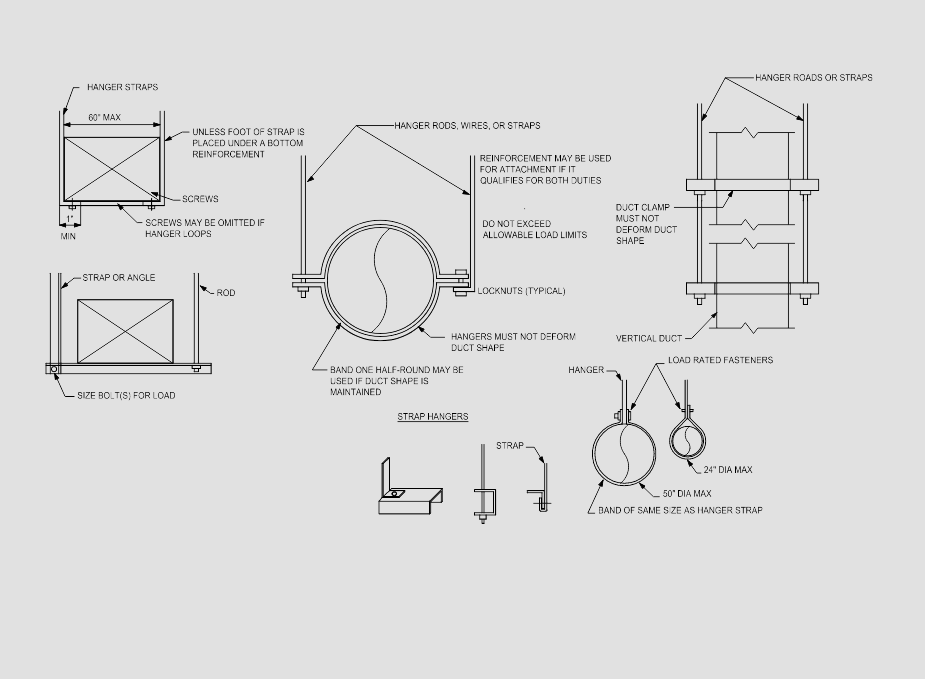 HANGER STRAPS
60" MAX
UNLESS FOOT OF STRAP IS
PLACED UNDER A BOTTOM
REINFORCEMENT
SCREWS
1"
MIN
SCREWS MAY BE OMITTED IF
HANGER LOOPS
STRAP OR ANGLE
ROD
SIZE BOLT(S) FOR LOAD
HANGER RODS, WIRES, OR STRAPS
REINFORCEMENT MAY BE USED
FOR ATTACHMENT IF IT
QUALIFIES FOR BOTH DUTIES
DO NOT EXCEED
ALLOWABLE LOAD LIMITS
LOCKNUTS (TYPICAL)
HANGERS MUST NOT DEFORM
DUCT SHAPE
BAND ONE HALF-ROUND MAY BE
USED IF DUCT SHAPE IS
MAINTAINED
STRAP HANGERS
STRAP
HANGER ROADS OR STRAPS
DUCT CLAMP
MUST NOT
DEFORM DUCT
SHAPE
VERTICAL DUCT
LOAD RATED FASTENERS
HANGER
24" DIA MAX
50" DIA MAX
BAND OF SAME SIZE AS HANGER STRAP